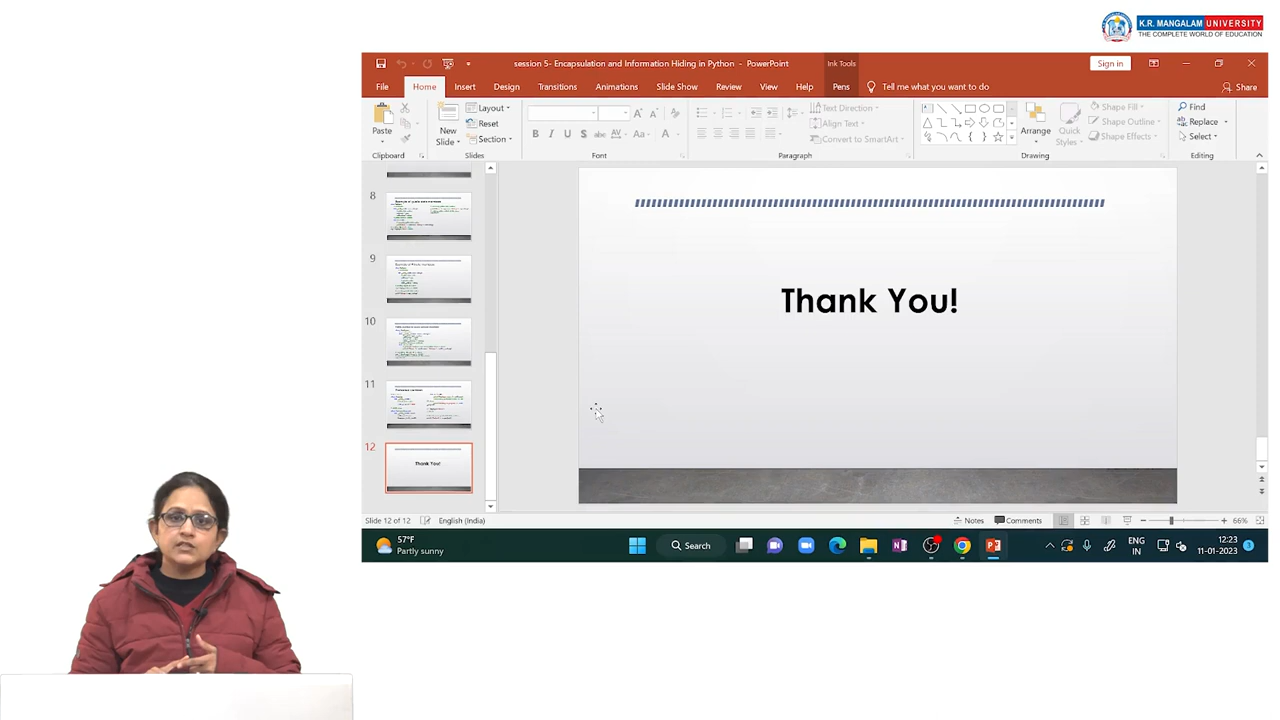 K.R. MANGALAM UNIVERSITY
THE COMPLETE WORLD OF EDUCATION
session 5- Encapsulation and Information Hiding in Python - PowerPoint
Ink Tools
Sign in
File Home Insert Design Transitions Animations Slide Show Review View Help Pens Tell me what you want to do Share
Paste
New
Slide
Layout
Reset
Section
B I U S abc AV Aa A
Text Direction
Align Text
Convert to SmartArt
Arrange
Quick
Styles
Shape Fill
Shape Outline
Shape Effects
Find
Replace
Select
Clipboard Slides Font Paragraph Drawing Editing
8
9
10
11
12
Thank You!
Thank You!
Slide 12 of 12 English (India) Notes Comments 66%
57°F
Partly sunny
Search
ENG
IN
12:23
11-01-2023
3